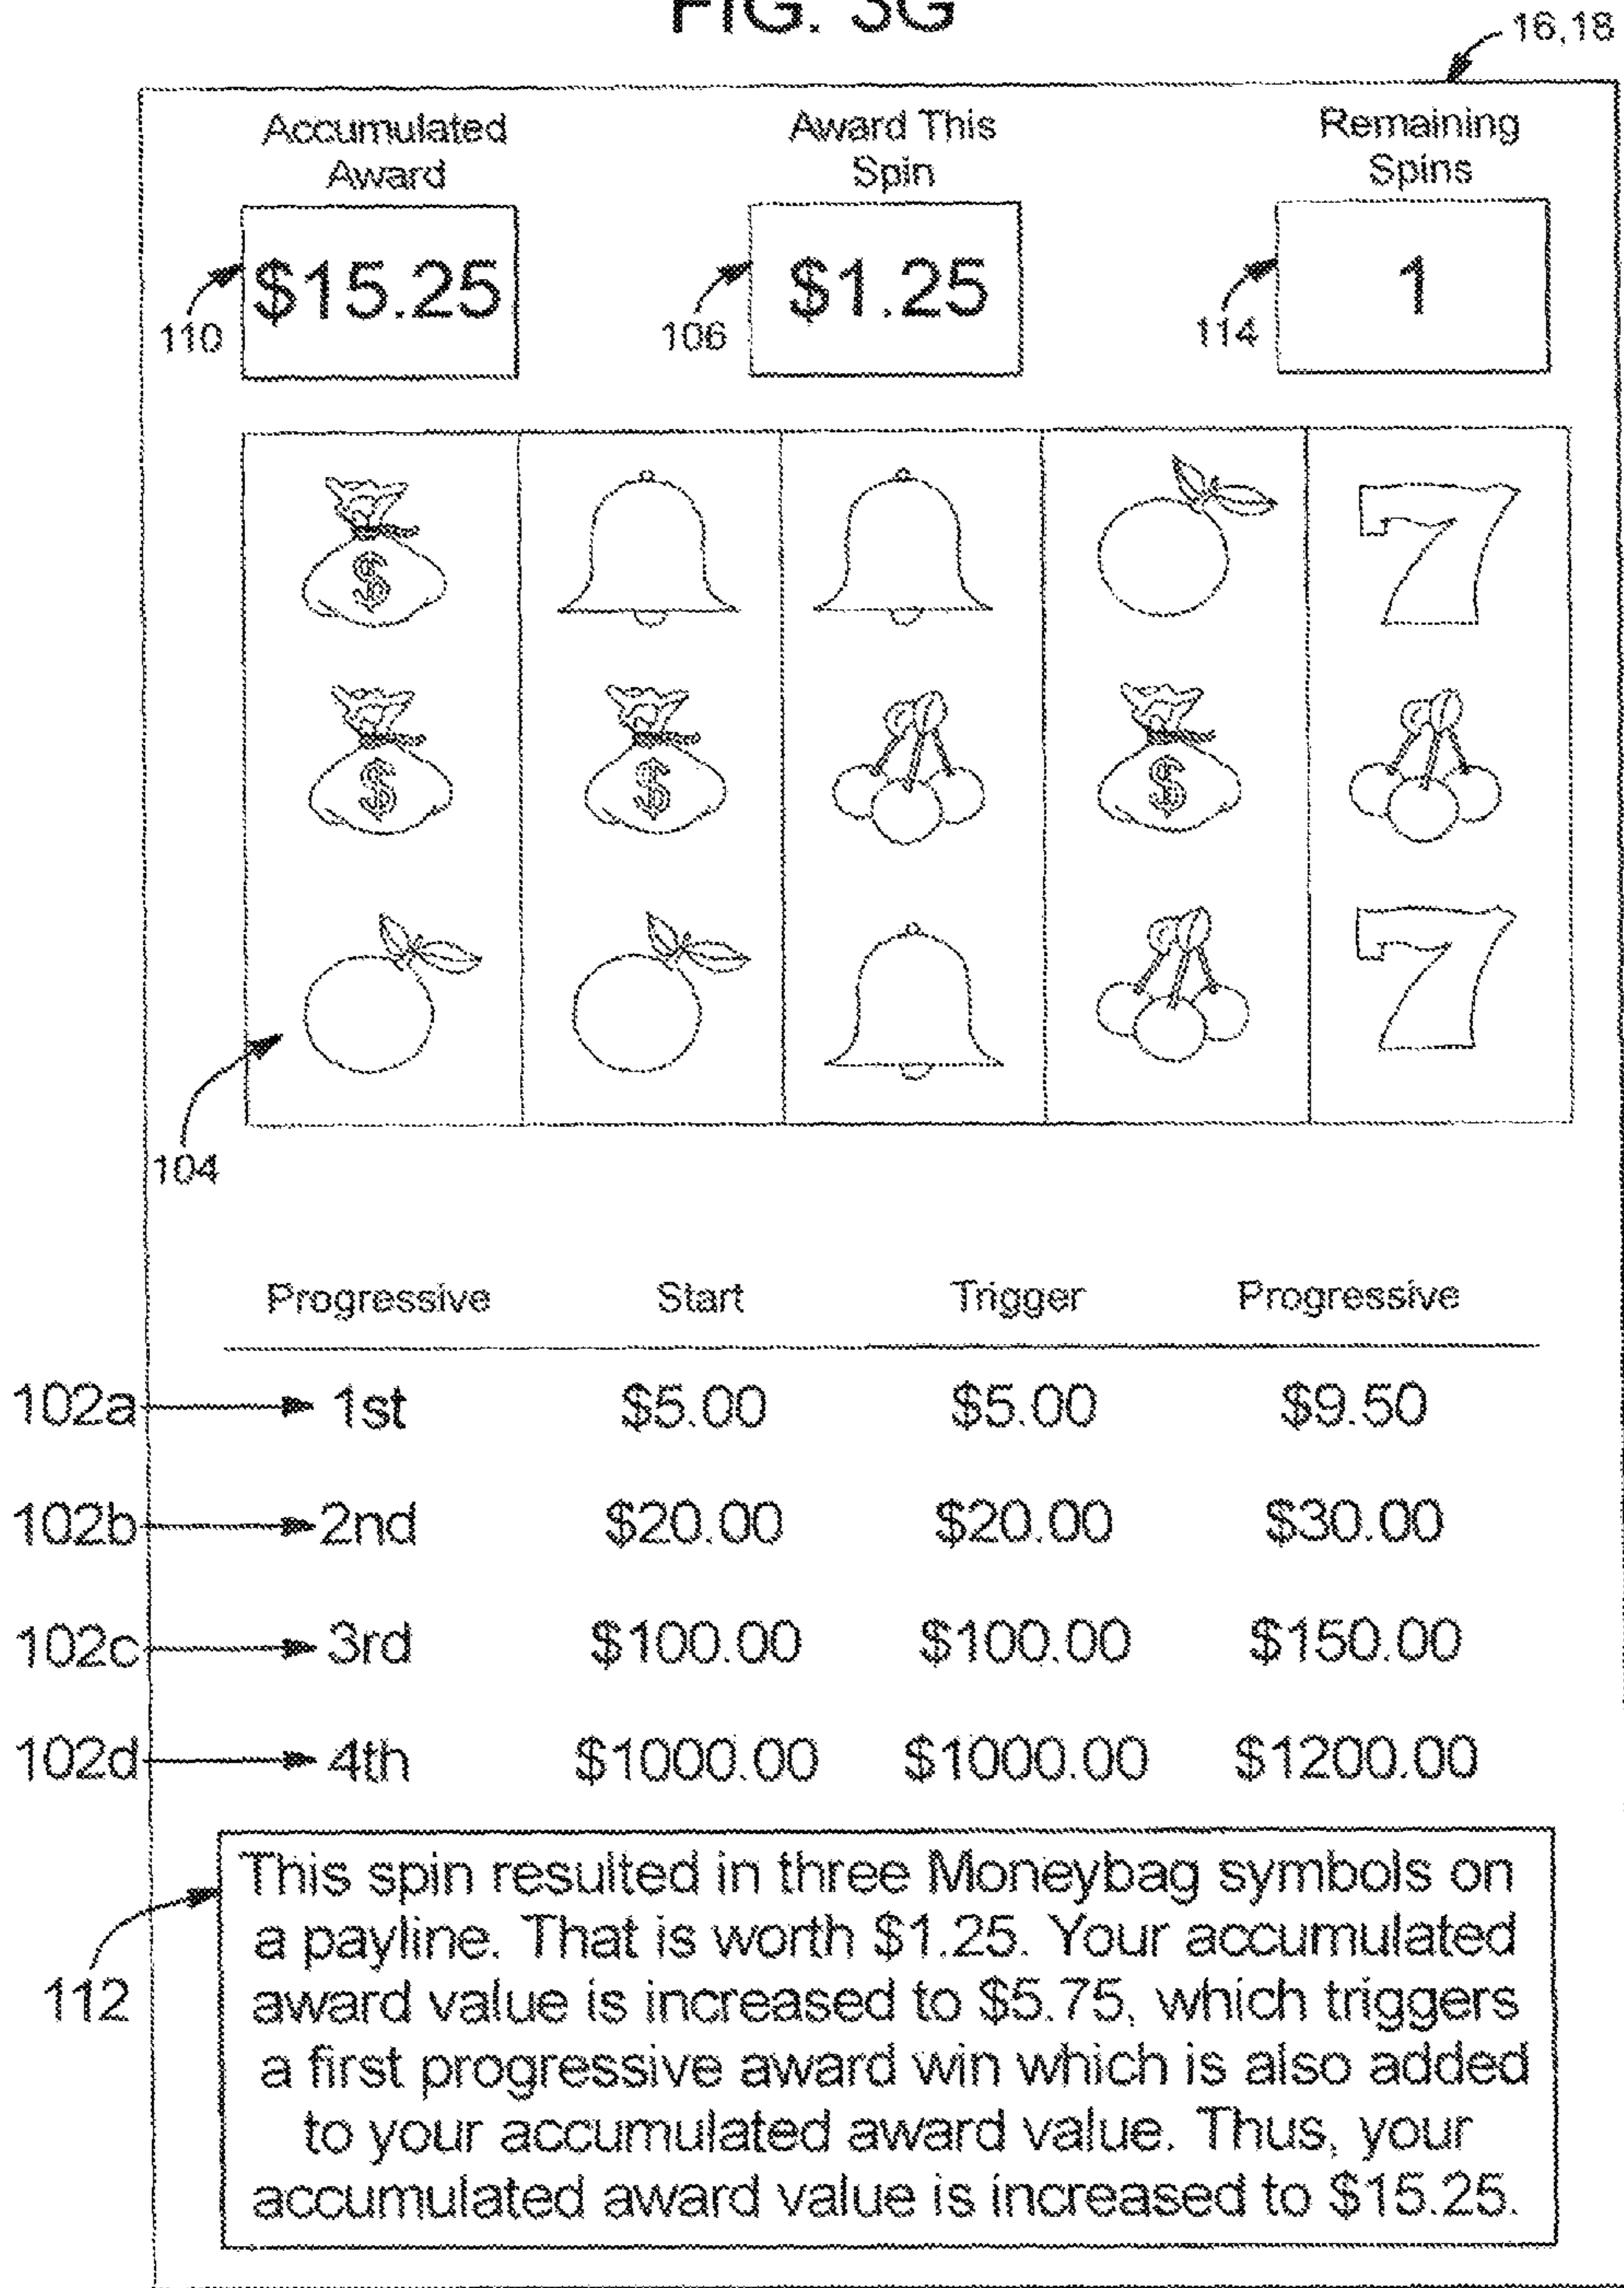 FIG. 3G
16,18
Accumulated Award This Remaining
Award Spin Spins
$15.25 $1.25 1
110 106 114
$ 7
$ $ $
7
104
Progressive Start Trigger Progressive
102a 1st $5.00 $5.00 $9.50
102b 2nd $20.00 $20.00 $30.00
102c 3rd $100.00 $100.00 $150.00
102d 4th $1000.00 $1000.00 $1200.00
This spin resulted in three Moneybag symbols on
a payline. That is worth $1.25. Your accumulated
112 award value is increased to $5.75, which triggers
a first progressive award win which is also added
to your accumulated award value. Thus, your
accumulated award value is increased to $15.25.